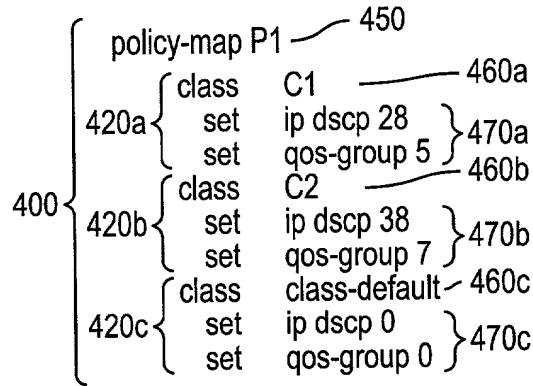 policy-map P1 450
class C1 460a
420a set ip dscp 28 470a
set qos-group 5
class C2 460b
400 420b set ip dscp 38 470b
set qos-group 7
class class-default 460c
420c set ip dscp 0 470c
set qos-group 0